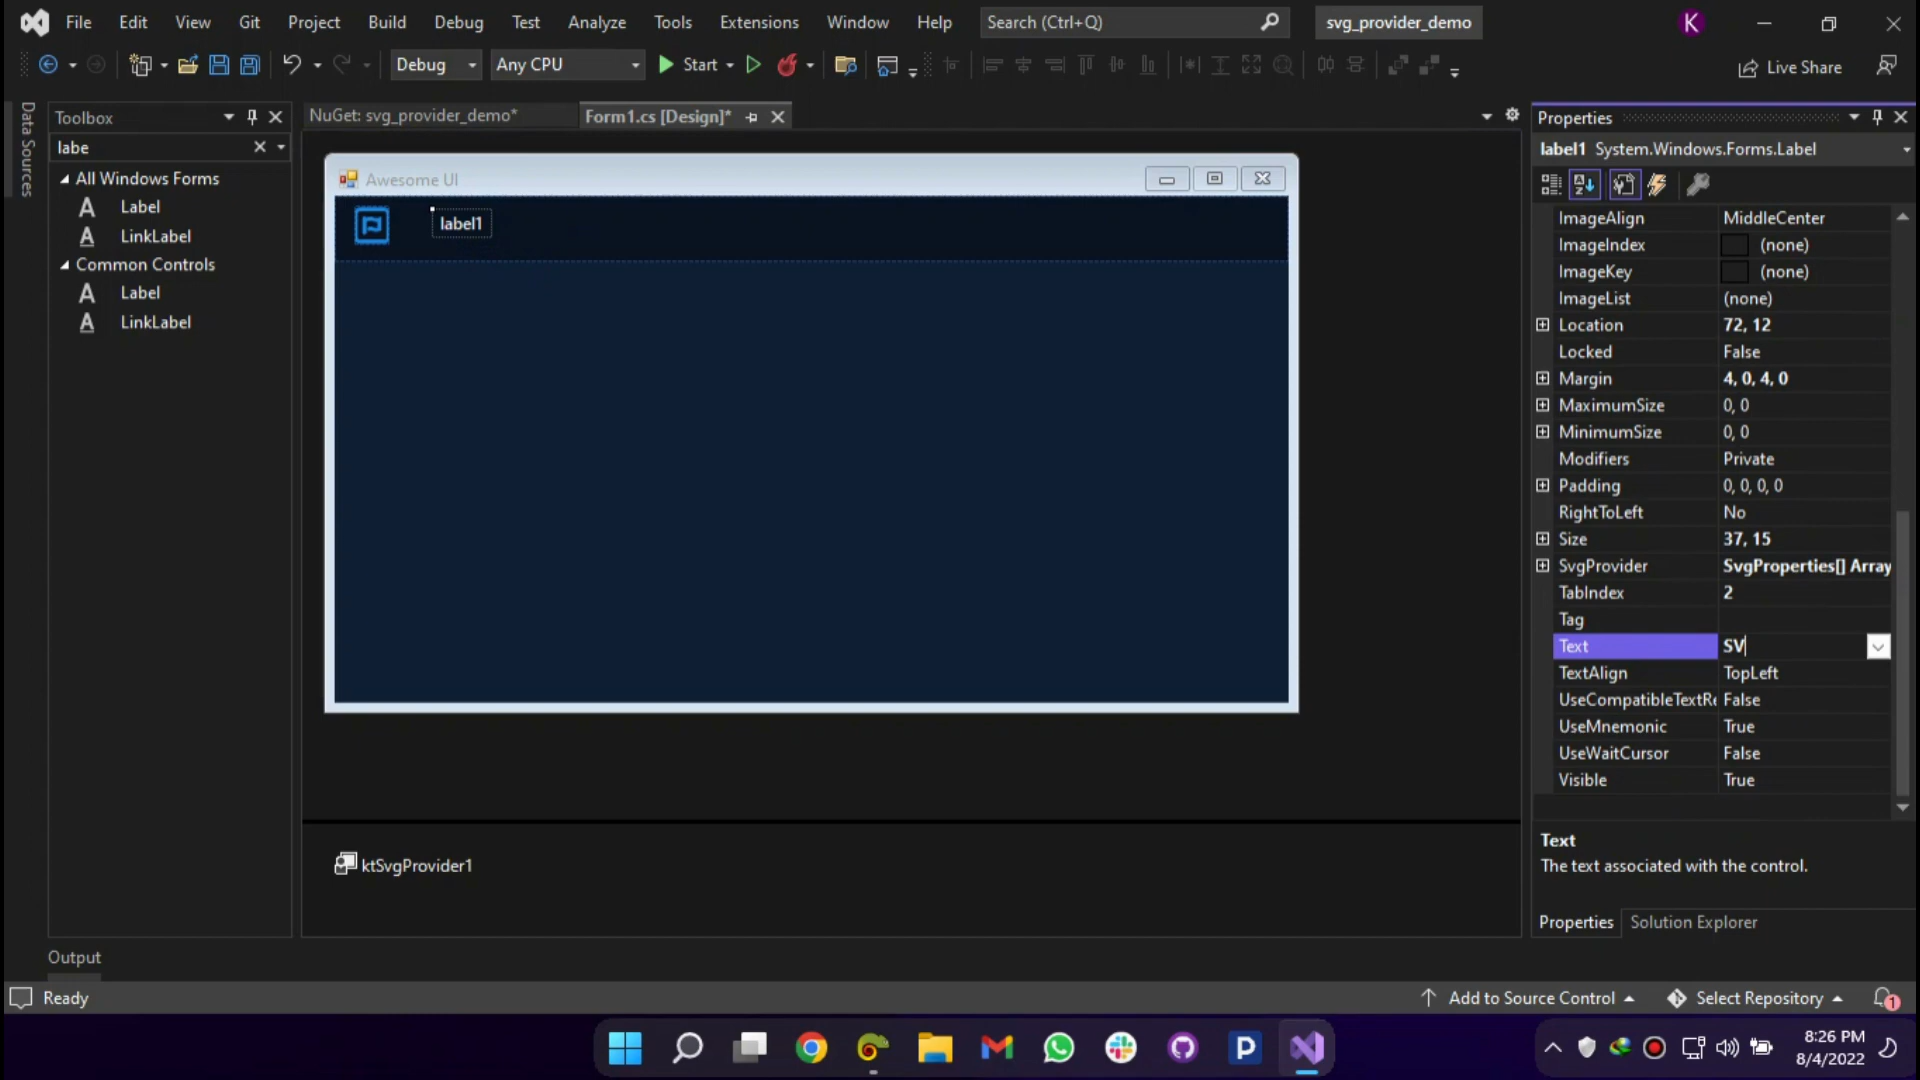 File Edit View Git Project Build Debug Test Analyze Tools Extensions Window Help Search (Ctrl+Q) svg_provider_demo K
Debug Any CPU Start Live Share
Data Sources
Toolbox
labe
All Windows Forms
A Label
A LinkLabel
Common Controls
A Label
A LinkLabel
NuGet: svg_provider_demo* Form1.cs [Design]*
Awesome UI
label1
ktSvgProvider1
Properties
label1 System.Windows.Forms.Label
ImageAlign MiddleCenter
ImageIndex (none)
ImageKey (none)
ImageList (none)
Location 72, 12
Locked False
Margin 4, 0, 4, 0
MaximumSize 0, 0
MinimumSize 0, 0
Modifiers Private
Padding 0, 0, 0, 0
RightToLeft No
Size 37, 15
SvgProvider SvgProperties[] Array
TabIndex 2
Tag
Text SV
TextAlign TopLeft
UseCompatibleTextRe False
UseMnemonic True
UseWaitCursor False
Visible True
Text
The text associated with the control.
Properties Solution Explorer
Output
Ready Add to Source Control Select Repository 1
P
8:26 PM
8/4/2022